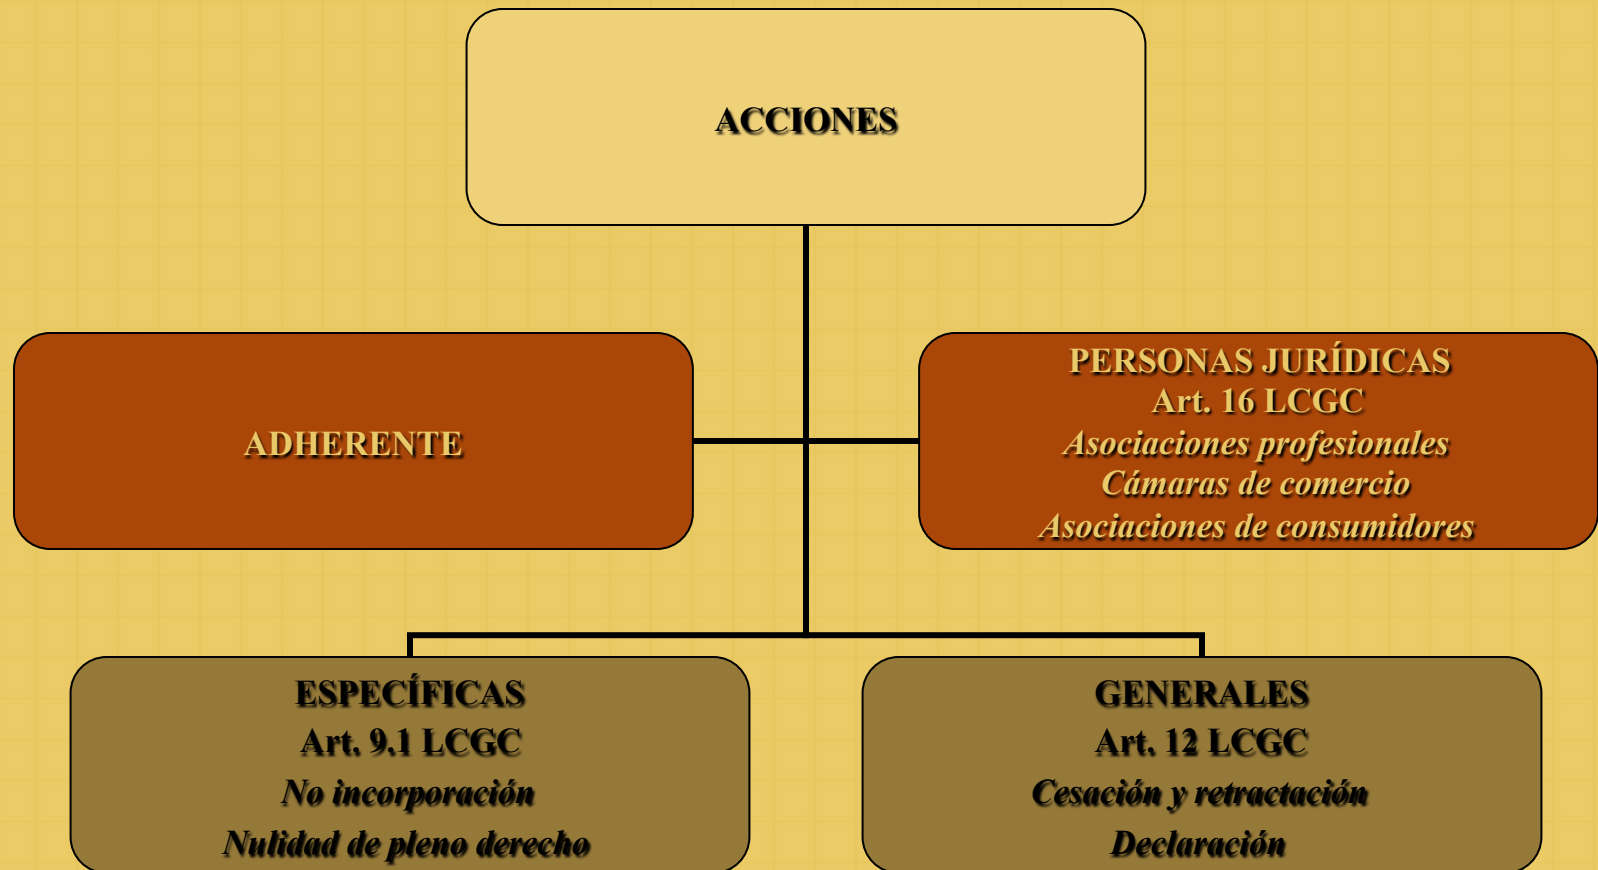 ACCIONES
ADHERENTE
PERSONAS JURÍDICAS
Art. 16 LCGC
Asociaciones profesionales
Cámaras de comercio
Asociaciones de consumidores
ESPECÍFICAS
Art. 9.1 LCGC
No incorporación
Nulidad de pleno derecho
GENERALES
Art. 12 LCGC
Cesación y retractación
Declaración